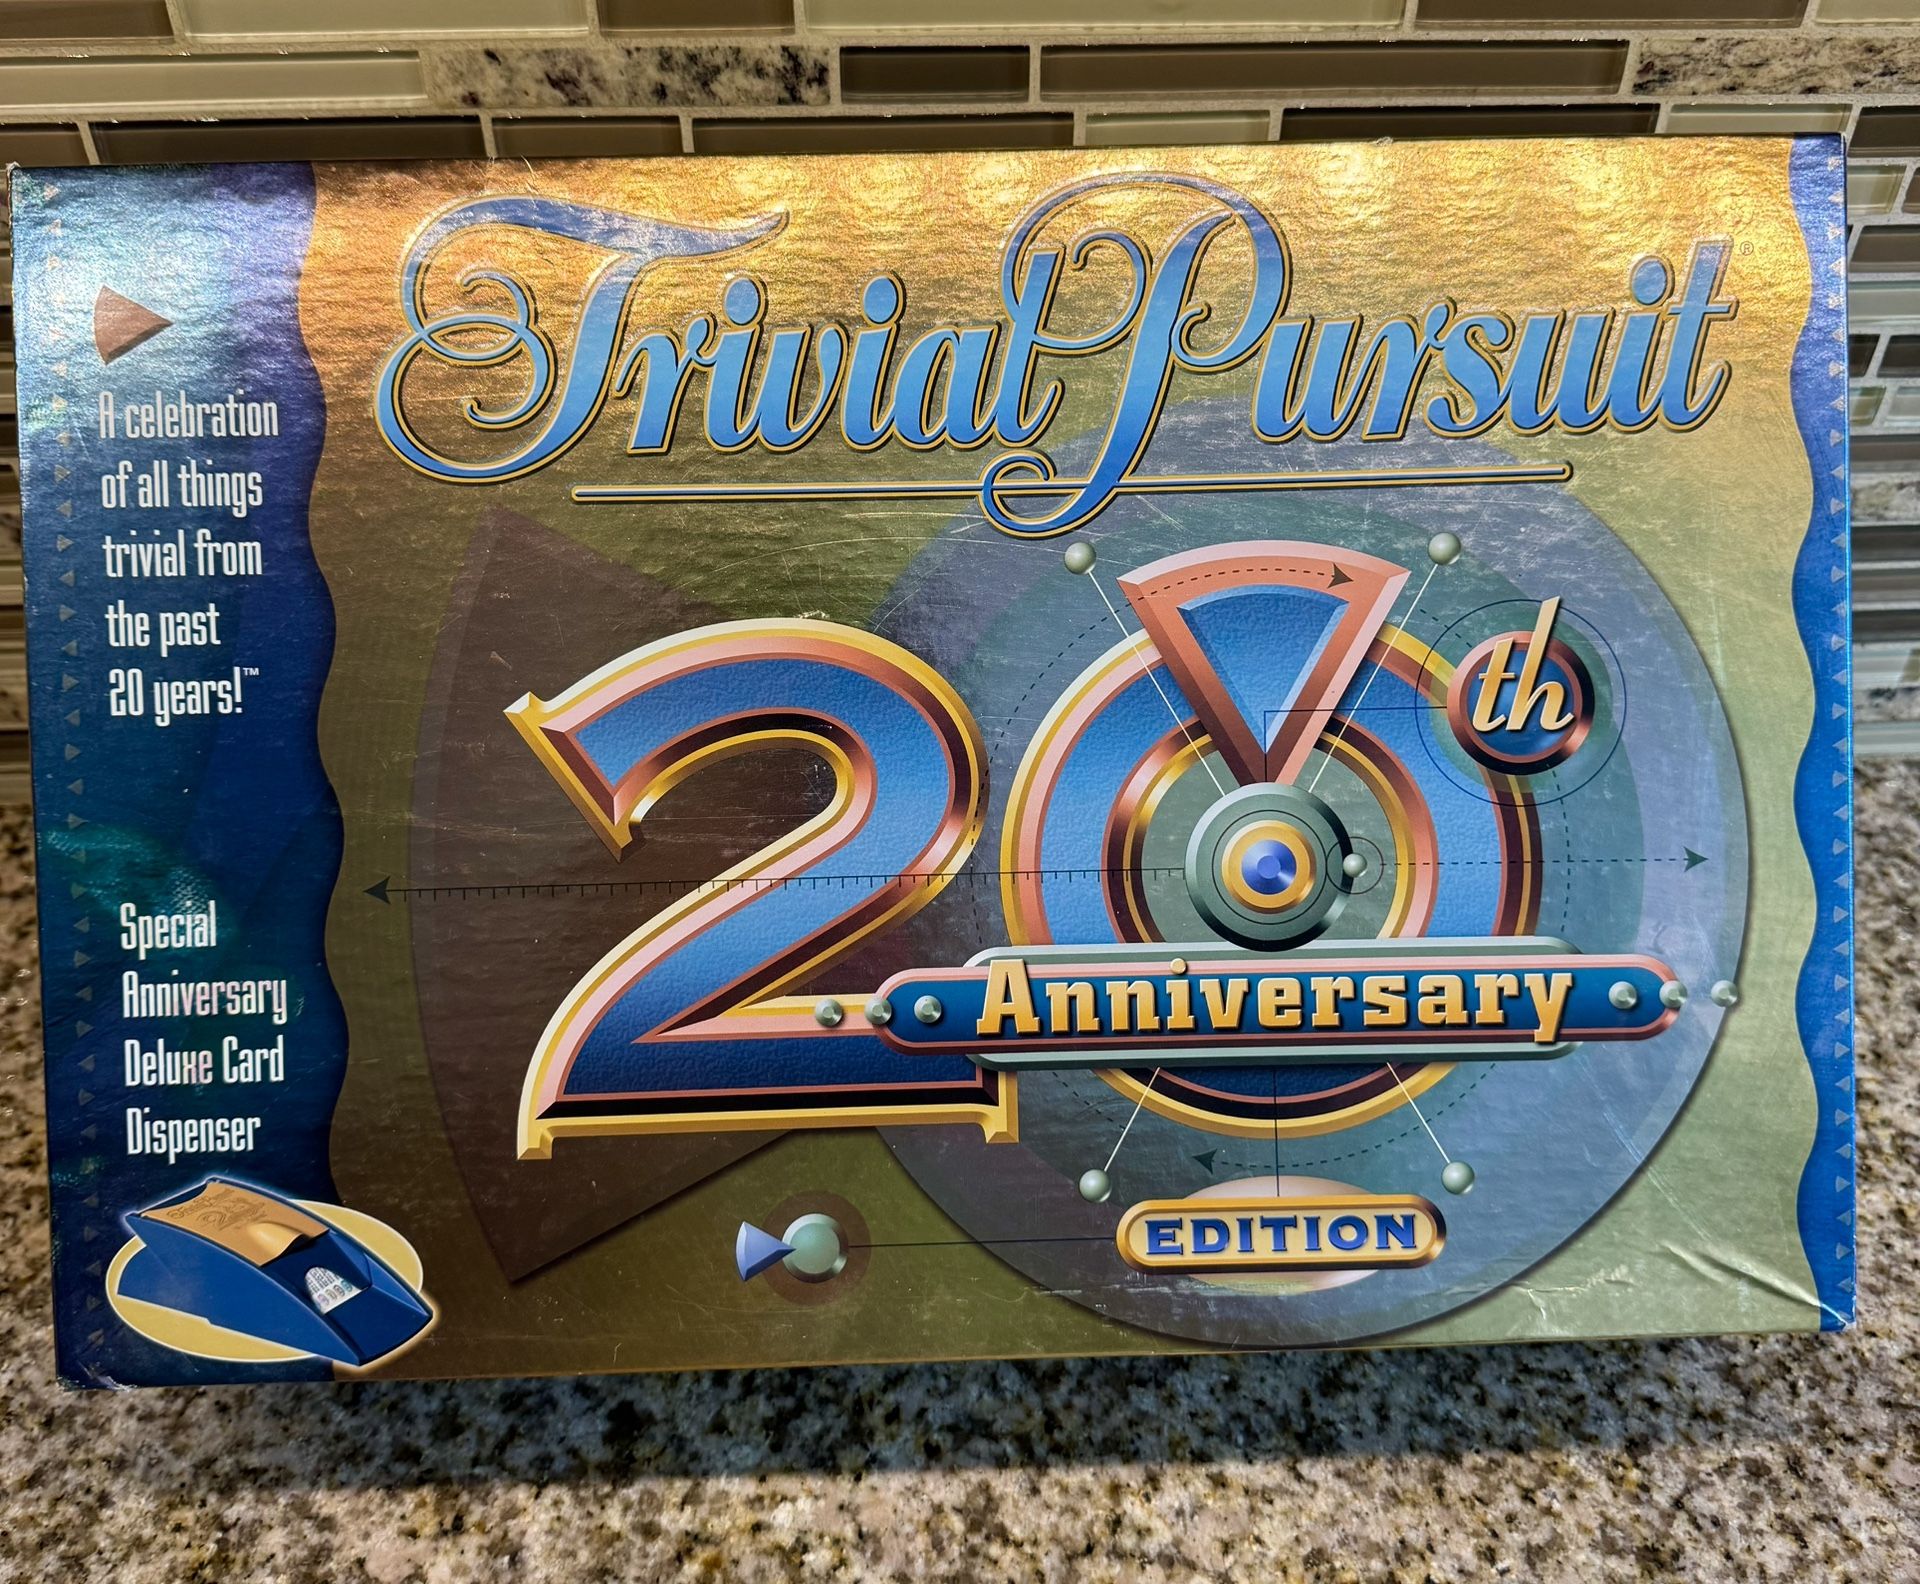 Trivial Pursuit®
A celebration
of all things
trivial from
the past
20 years!™
20th
Anniversary
EDITION
Special
Anniversary
Deluxe Card
Dispenser